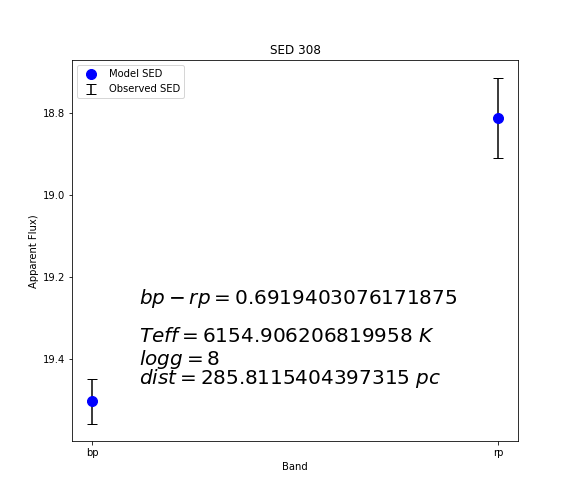 SED 308
Model SED
Observed SED
18.8
19.0
19.2
19.4
Apparent Flux)
bp − rp = 0.6919403076171875
Teff = 6154.906206819958 K
logg = 8
dist = 285.8115404397315 pc
bp
rp
Band